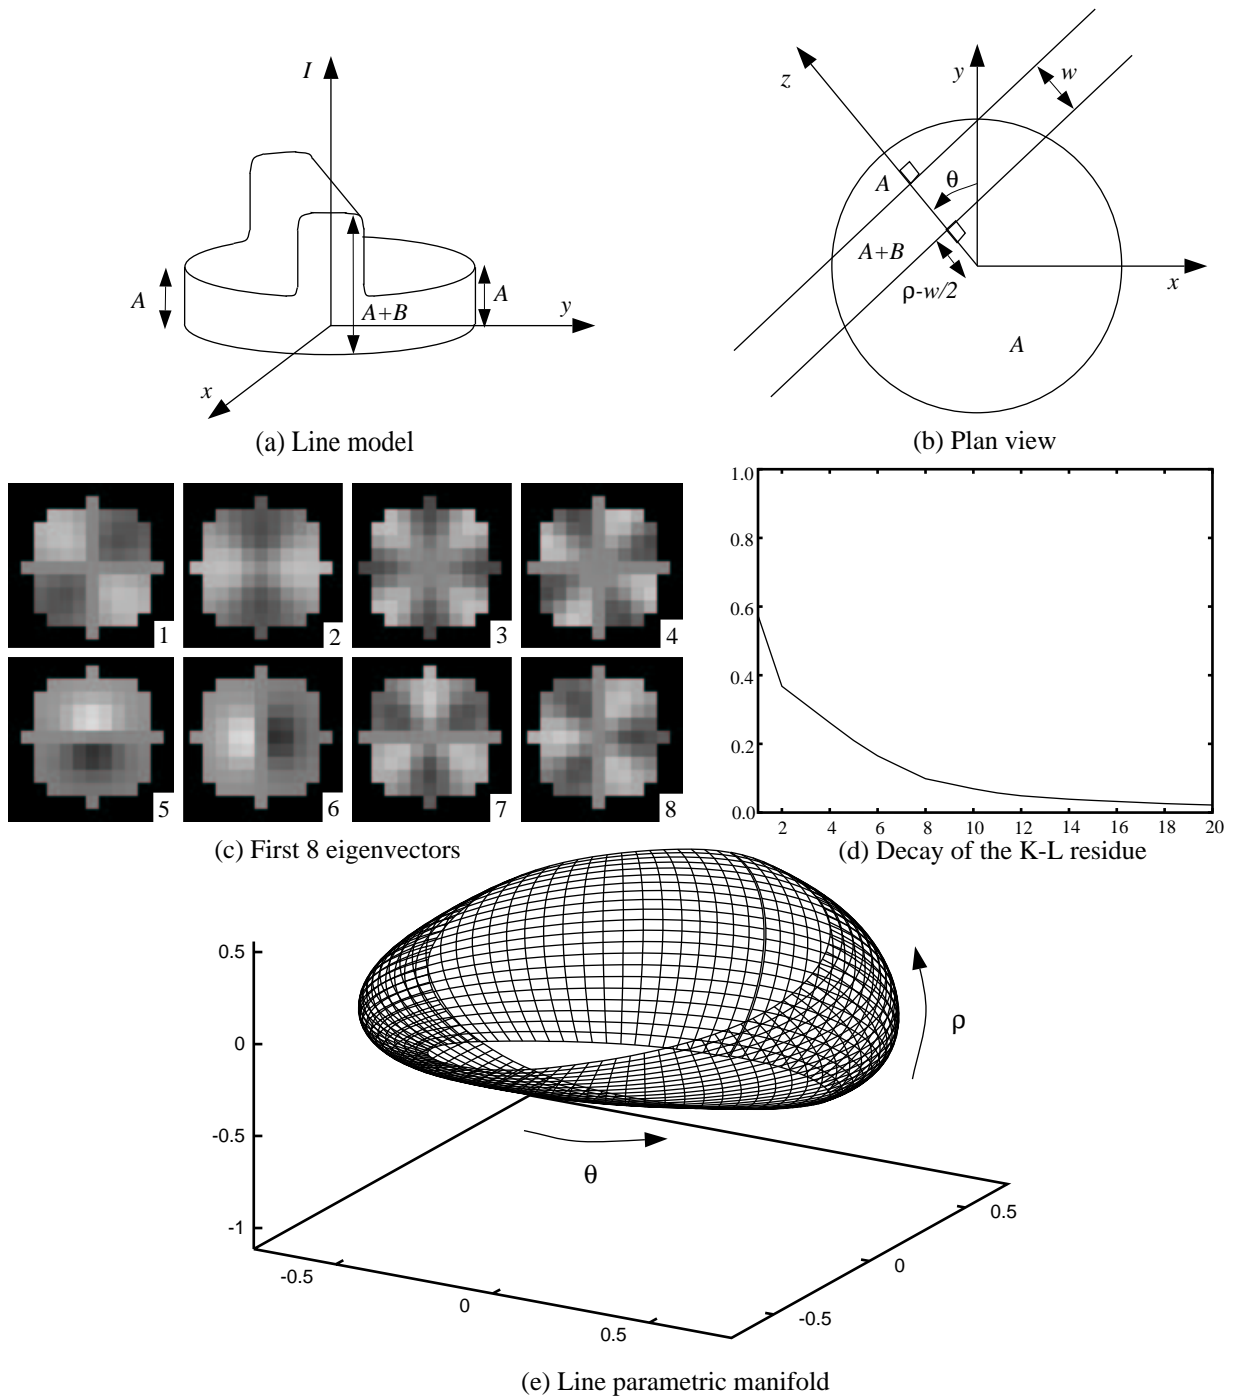 I
A
A+B
A
y
x
(a) Line model
z
y
w
A
θ
A+B
ρ-w/2
x
A
(b) Plan view
1
2
3
4
5
6
7
8
(c) First 8 eigenvectors
1.0
0.8
0.6
0.4
0.2
0.0
2 4 6 8 10 12 14 16 18 20
(d) Decay of the K-L residue
0.5
0
-0.5
-1
ρ
θ
-0.5
0
0.5
-0.5
0
0.5
(e) Line parametric manifold